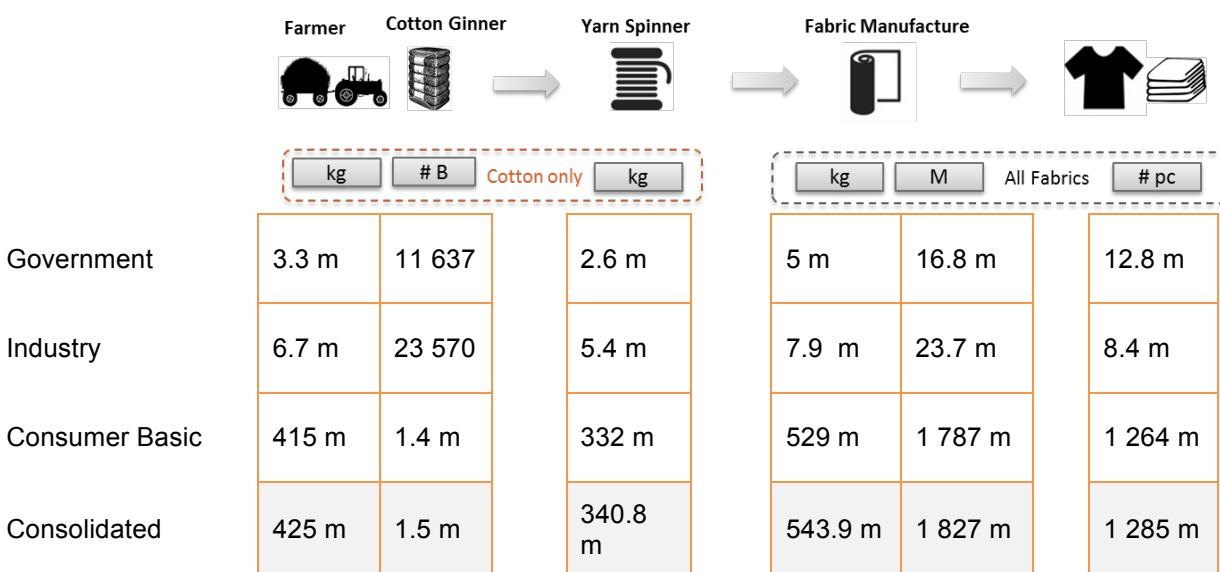 Farmer Cotton Ginner Yarn Spinner Fabric Manufacture
kg # B Cotton only kg kg M All Fabrics # pc
Government 3.3 m 11 637 2.6 m 5 m 16.8 m 12.8 m
Industry 6.7 m 23 570 5.4 m 7.9 m 23.7 m 8.4 m
Consumer Basic 415 m 1.4 m 332 m 529 m 1 787 m 1 264 m
Consolidated 425 m 1.5 m 340.8 m 543.9 m 1 827 m 1 285 m